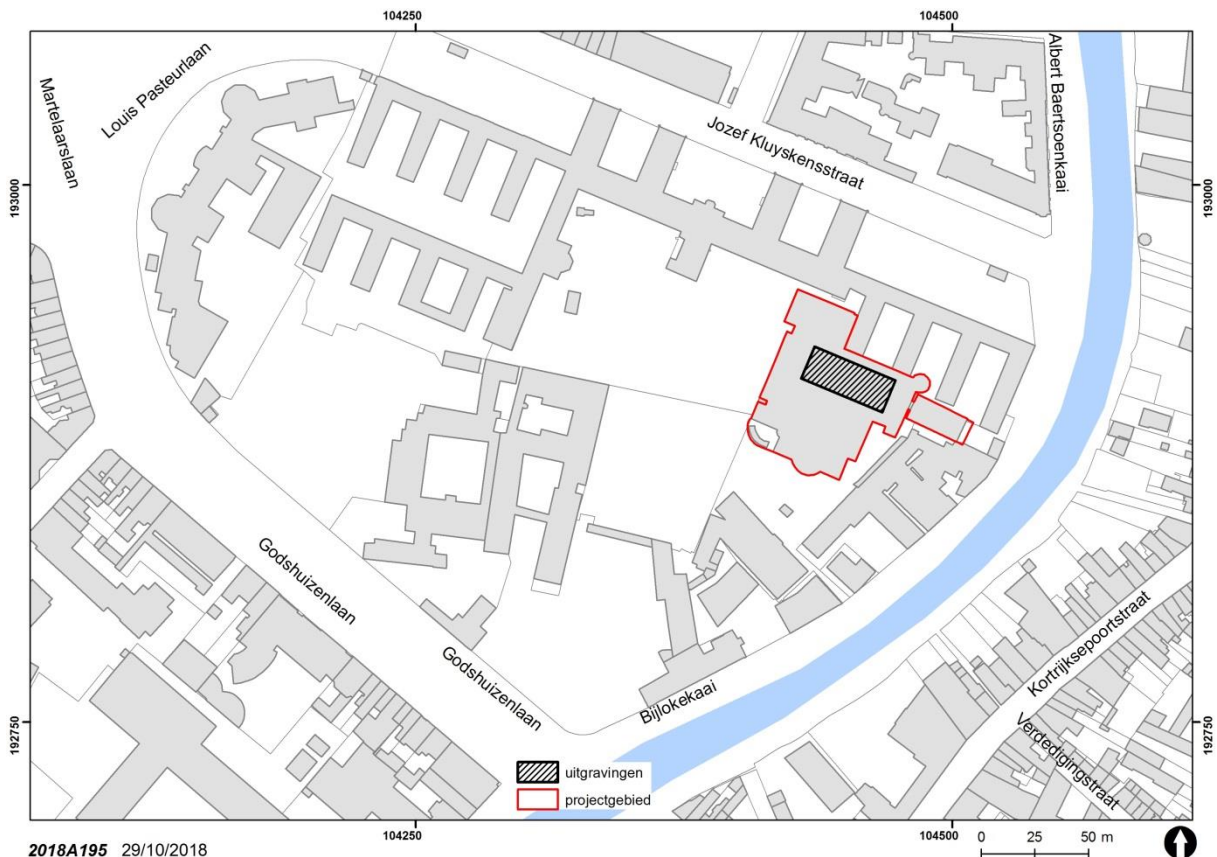 104250
104500
Martelaarslaan
Louis Pasteurlaan
Jozef Kluyskensstraat
Albert Baertsoenkaai
193000
193000
Godshuizenlaan
Godshuizenlaan
Bijlokekaai
Kortrijksepoortstraat
Verdedigingstraat
192750
192750
uitgravingen
projectgebied
104250
104500
2018A195 29/10/2018
0 25 50 m